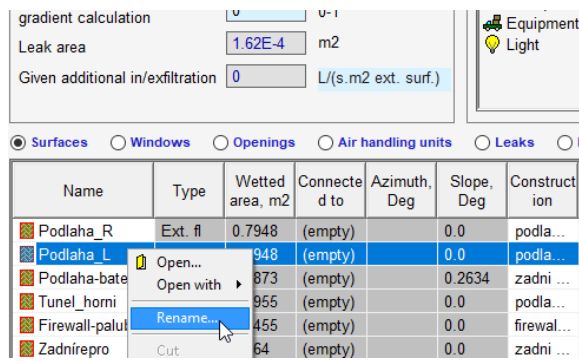 gradient calculation 0 0-1
Equipment
Leak area 1.62E-4 m2
Light
Given additional in/exfiltration 0 L/(s.m2 ext. surf.)
Surfaces Windows Openings Air handling units Leaks
Name Type Wetted area, m2 Connecte d to Azimuth, Deg Slope, Deg Construct ion
Podlaha_R Ext. fl 0.7948 (empty) 0.0 podla...
Podlaha_L 948 (empty) 0.0 podla...
Podlaha-bate 873 (empty) 0.2634 zadni ...
Tunel_horni 955 (empty) 0.0 podla...
Firewall-palub 455 (empty) 0.0 firewal...
Zadnírepro 64 (empty) 0.0 zadni ...
Open...
Open with
Rename...
Cut